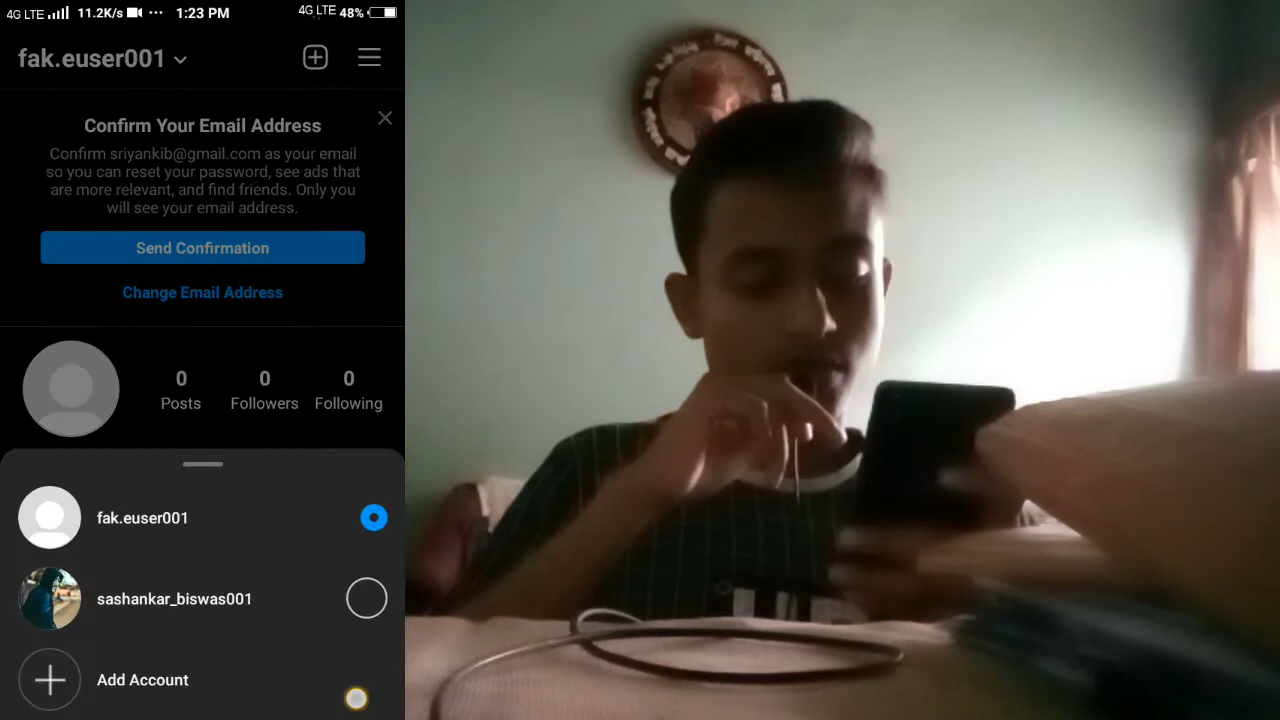 4G LTE 11.2K/s ··· 1:23 PM 4G LTE 48%
fak.euser001
Confirm Your Email Address
Confirm sriyankib@gmail.com as your email
so you can reset your password, see ads that
are more relevant, and find friends. Only you
will see your email address.
Send Confirmation
Change Email Address
0 0 0
Posts Followers Following
fak.euser001
sashankar_biswas001
Add Account